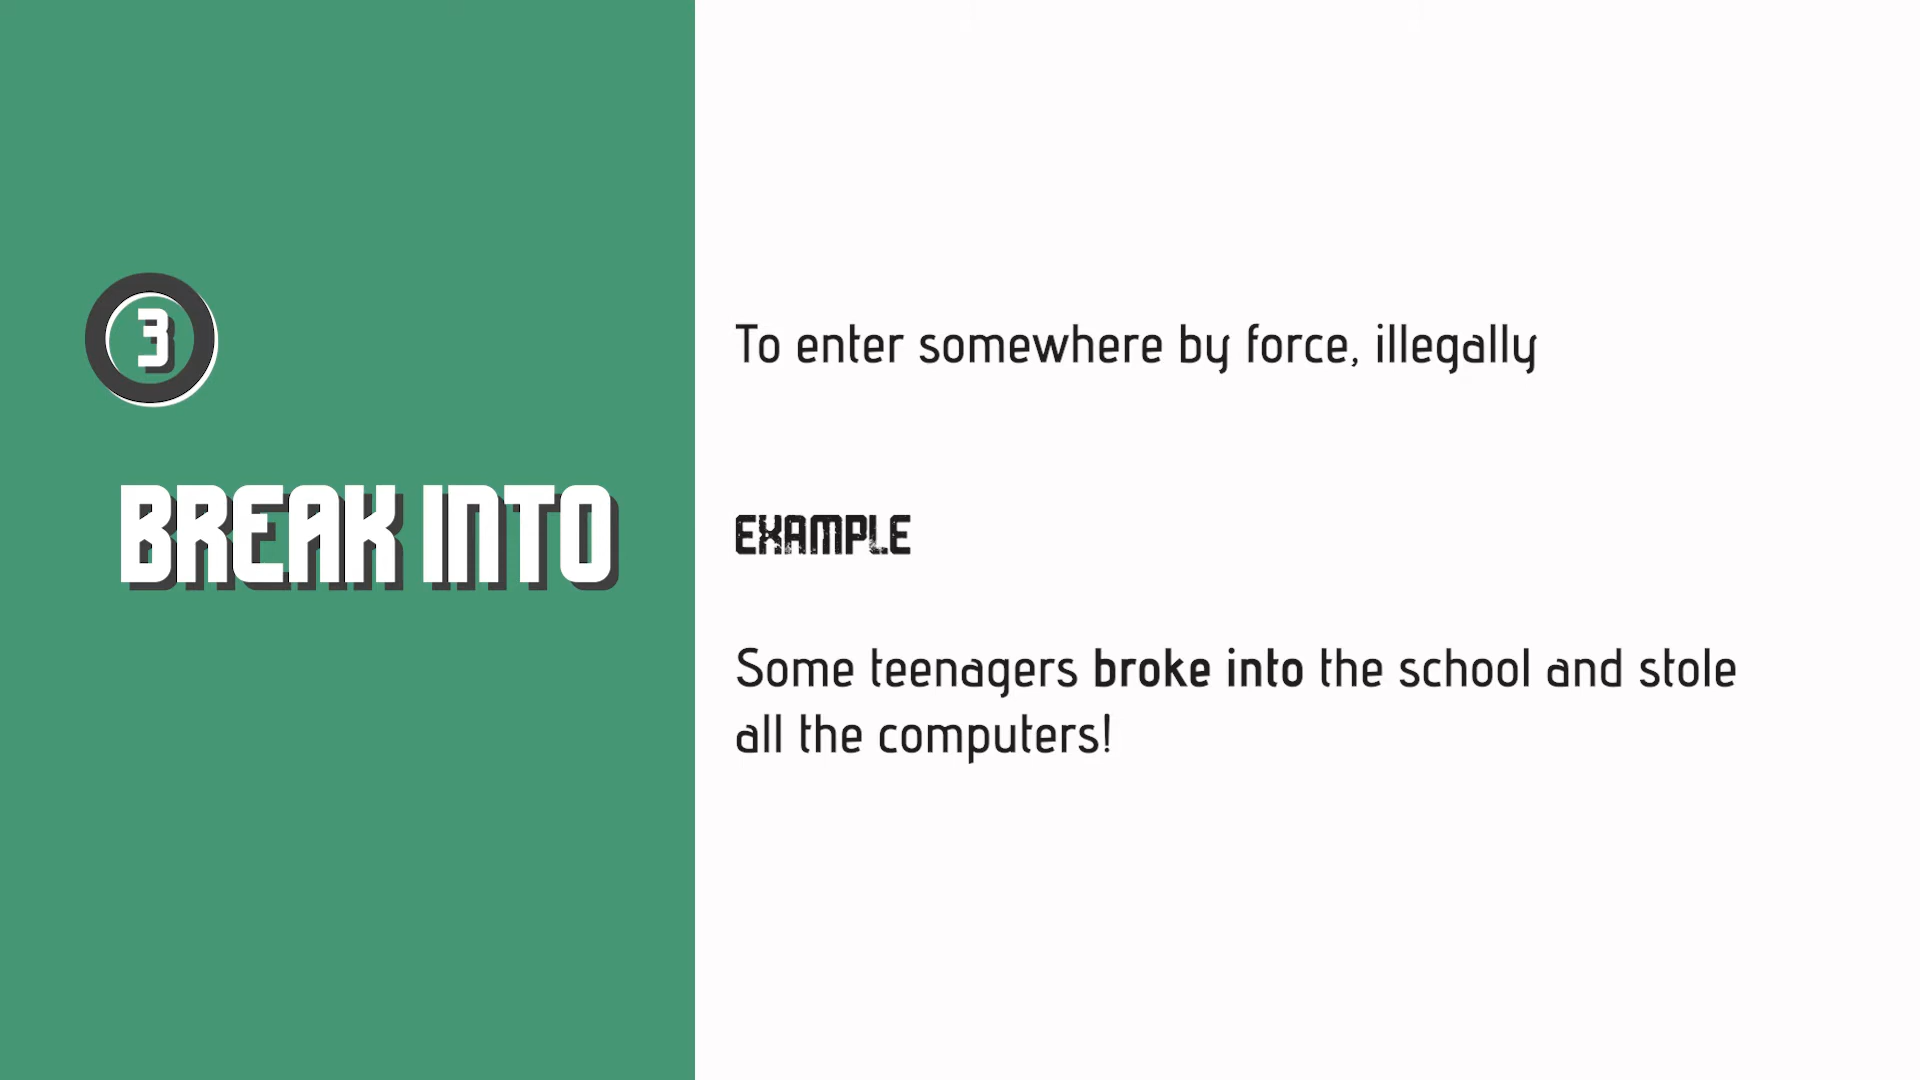 3
BREAK INTO
To enter somewhere by force, illegally
EXAMPLE
Some teenagers broke into the school and stole
all the computers!